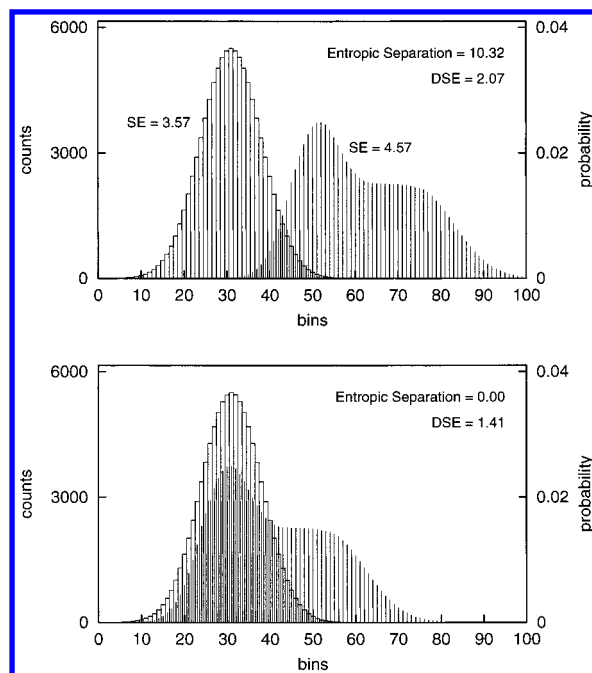 6000
0.04
Entropic Separation = 10.32
DSE = 2.07
SE = 3.57
SE = 4.57
counts
3000
0.02
probability
0
0
0 10 20 30 40 50 60 70 80 90 100
bins
6000
0.04
Entropic Separation = 0.00
DSE = 1.41
counts
3000
0.02
probability
0
0
0 10 20 30 40 50 60 70 80 90 100
bins